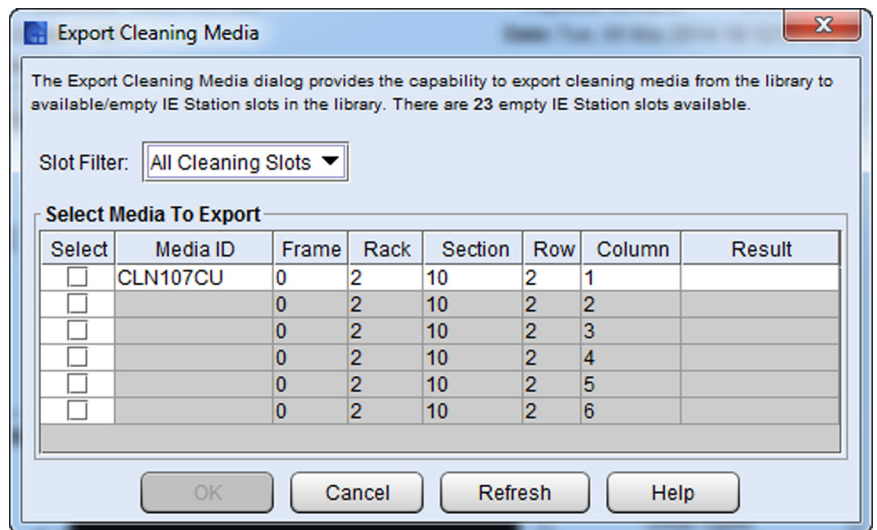 Export Cleaning Media
The Export Cleaning Media dialog provides the capability to export cleaning media from the library to
available/empty IE Station slots in the library. There are 23 empty IE Station slots available.
Slot Filter: All Cleaning Slots
Select Media To Export
Select Media ID Frame Rack Section Row Column Result
CLN107CU 0 2 10 2 1
0 2 10 2 2
0 2 10 2 3
0 2 10 2 4
0 2 10 2 5
0 2 10 2 6
OK Cancel Refresh Help